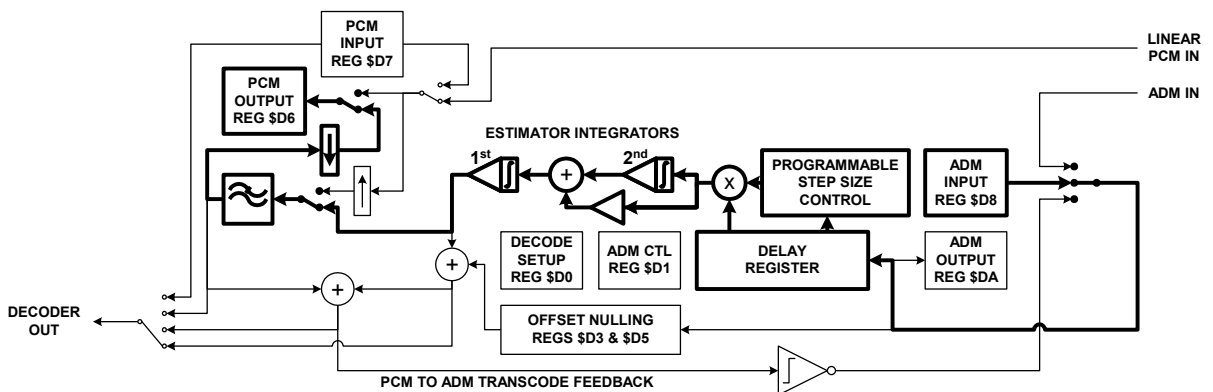 PCM
INPUT
REG $D7
LINEAR
PCM IN
PCM
OUTPUT
REG $D6
ADM IN
ESTIMATOR INTEGRATORS
1st
2nd
+
X
PROGRAMMABLE
STEP SIZE
CONTROL
ADM
INPUT
REG $D8
DECODE
SETUP
REG $D0
ADM CTL
REG $D1
DELAY
REGISTER
ADM
OUTPUT
REG $DA
+
+
DECODER
OUT
OFFSET NULLING
REGS $D3 & $D5
PCM TO ADM TRANSCODE FEEDBACK